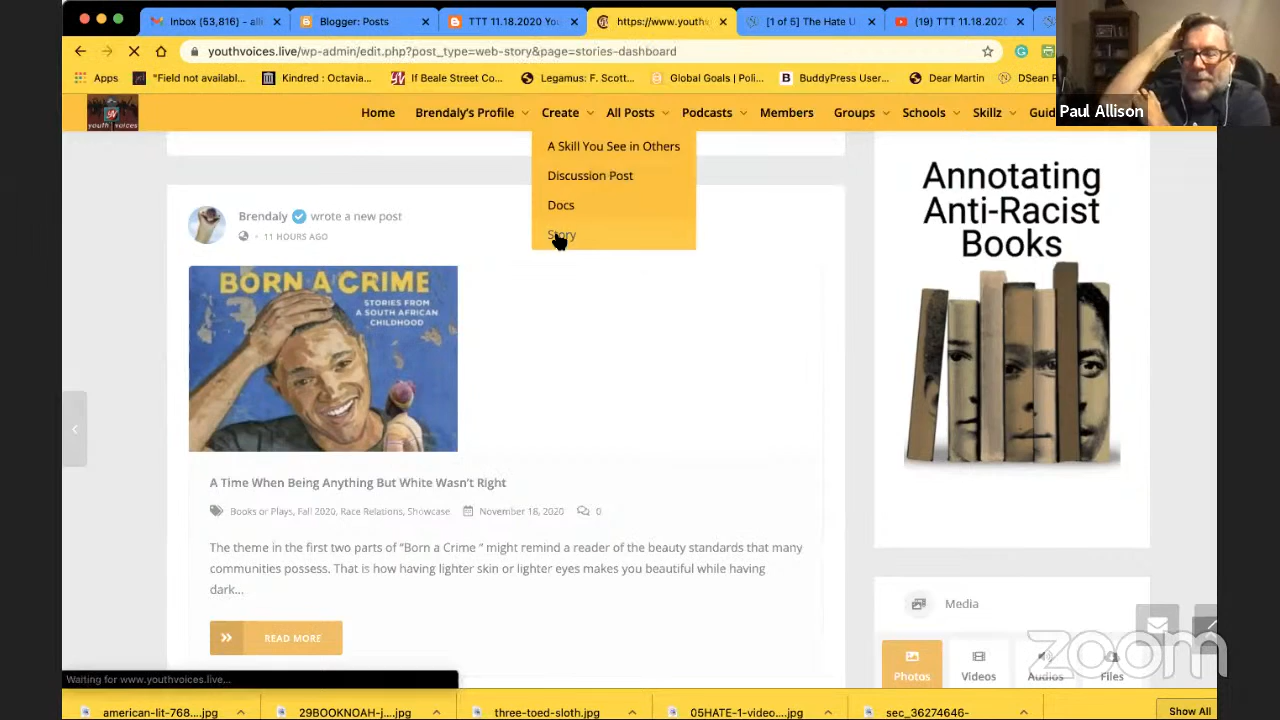 Inbox (53,816) - alli
Blogger: Posts
TTT 11.18.2020 You
https://www.youthv
[1 of 5] The Hate U
(19) TTT 11.18.202
youthvoices.live/wp-admin/edit.php?post_type=web-story&page=stories-dashboard
Apps
"Field not availabl...
Kindred : Octavia...
If Beale Street Co...
Legamus: F. Scott...
Global Goals | Poli...
BuddyPress User...
Dear Martin
DSean P
Paul Allison
youth voices
Home
Brendaly's Profile
Create
All Posts
Podcasts
Members
Groups
Schools
Skillz
Guid
A Skill You See in Others
Discussion Post
Docs
Story
Brendaly wrote a new post
11 HOURS AGO
BORN A CRIME
STORIES FROM
A SOUTH AFRICAN
CHILDHOOD
A Time When Being Anything But White Wasn't Right
Books or Plays, Fall 2020, Race Relations, Showcase
November 18, 2020
0
The theme in the first two parts of "Born a Crime " might remind a reader of the beauty standards that many
communities possess. That is how having lighter skin or lighter eyes makes you beautiful while having
dark...
READ MORE
Annotating
Anti-Racist
Books
Media
Photos
Videos
Audios
Files
zoom
Waiting for www.youthvoices.live...
american-lit-768....jpg
29BOOKNOAH-j....jpg
three-toed-sloth.jpg
05HATE-1-video....jpg
sec_36274646-
Show All